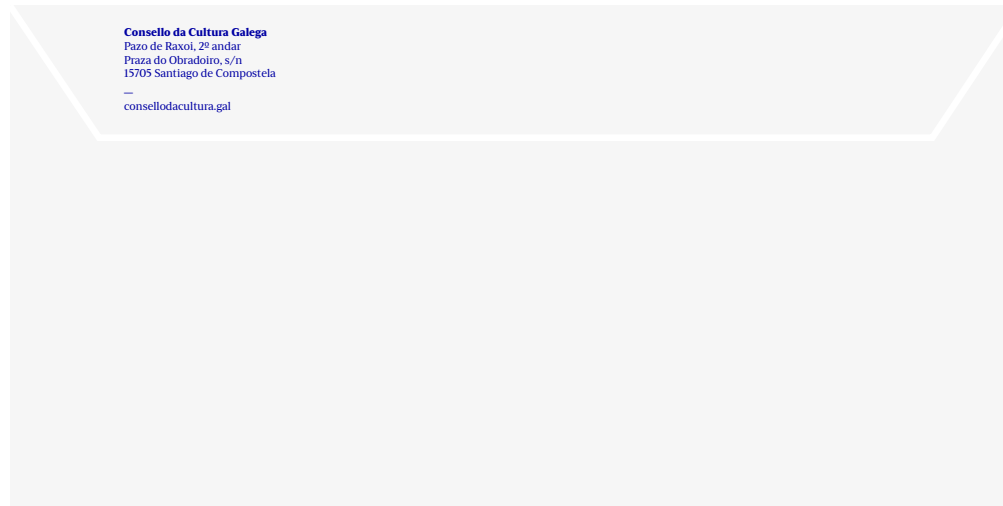 Consello da Cultura Galega
Pazo de Raxoi, 2º andar
Praza do Obradoiro, s/n
15705 Santiago de Compostela
—
consellodacultura.gal